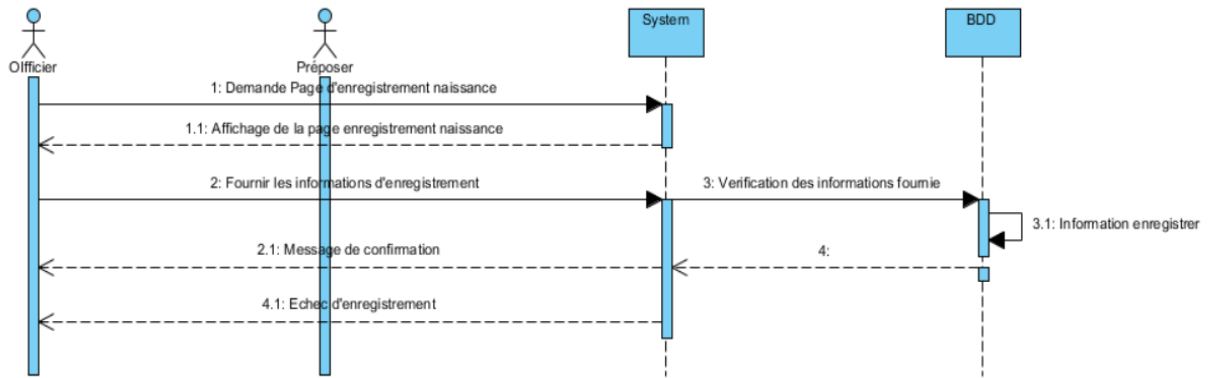 System
BDD
OIfficier
Préposer
1: Demande Page d'enregistrement naissance
1.1: Affichage de la page enregistrement naissance
2: Fournir les informations d'enregistrement
3: Verification des informations fournie
3.1: Information enregistrer
2.1: Message de confirmation
4:
4.1: Echec d'enregistrement